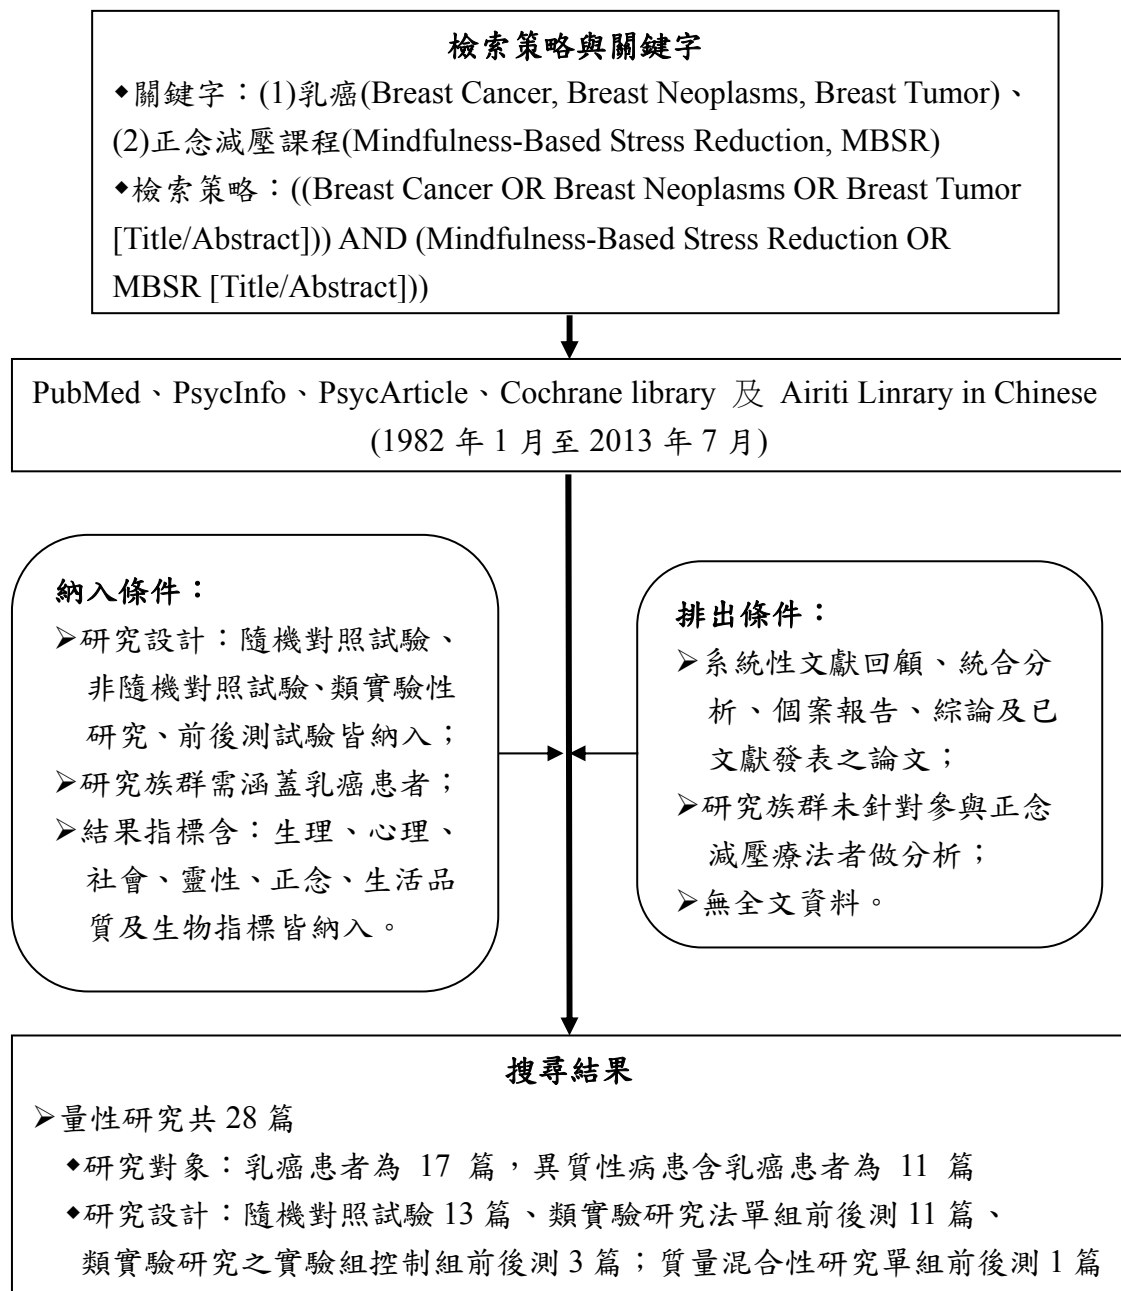 檢索策略與關鍵字
◆關鍵字：(1)乳癌(Breast Cancer, Breast Neoplasms, Breast Tumor)、
(2)正念減壓課程(Mindfulness-Based Stress Reduction, MBSR)
◆檢索策略：((Breast Cancer OR Breast Neoplasms OR Breast Tumor
[Title/Abstract])) AND (Mindfulness-Based Stress Reduction OR
MBSR [Title/Abstract]))
PubMed、PsycInfo、PsycArticle、Cochrane library 及 Airiti Linrary in Chinese
(1982 年 1 月至 2013 年 7 月)
納入條件：
➢研究設計：隨機對照試驗、
非隨機對照試驗、類實驗性
研究、前後測試驗皆納入；
➢研究族群需涵蓋乳癌患者；
➢結果指標含：生理、心理、
社會、靈性、正念、生活品
質及生物指標皆納入。
排出條件：
➢系統性文獻回顧、統合分
析、個案報告、綜論及已
文獻發表之論文；
➢研究族群未針對參與正念
減壓療法者做分析；
➢無全文資料。
搜尋結果
➢量性研究共 28 篇
◆研究對象：乳癌患者為 17 篇，異質性病患含乳癌患者為 11 篇
◆研究設計：隨機對照試驗 13 篇、類實驗研究法單組前後測 11 篇、
類實驗研究之實驗組控制組前後測 3 篇；質量混合性研究單組前後測 1 篇